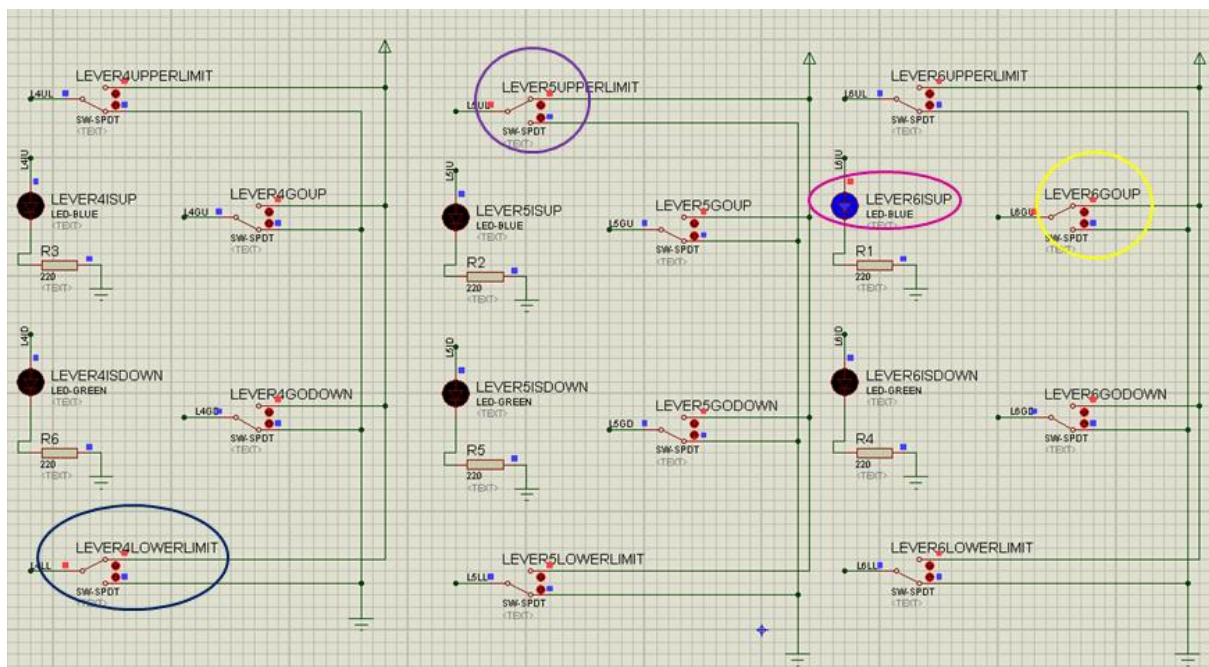 LEVER4UPPERLIMIT
L4UL
SW-SPDT
<TEXT>
LEVER5UPPERLIMIT
L5UL
SW-SPDT
<TEXT>
LEVER6UPPERLIMIT
L6UL
SW-SPDT
<TEXT>
L4IU
LEVER4ISUP
LED-BLUE
<TEXT>
LEVER4GOUP
L4GU
SW-SPDT
<TEXT>
R3
220
<TEXT>
L5IU
LEVER5ISUP
LED-BLUE
<TEXT>
LEVER5GOUP
L5GU
SW-SPDT
<TEXT>
R2
220
<TEXT>
L6IU
LEVER6ISUP
LED-BLUE
<TEXT>
LEVER6GOUP
L6GU
SW-SPDT
<TEXT>
R1
220
<TEXT>
L4ID
LEVER4ISDOWN
LED-GREEN
<TEXT>
LEVER4GODOWN
L4GD
SW-SPDT
<TEXT>
R6
220
<TEXT>
L5ID
LEVER5ISDOWN
LED-GREEN
<TEXT>
LEVER5GODOWN
L5GD
SW-SPDT
<TEXT>
R5
220
<TEXT>
L6ID
LEVER6ISDOWN
LED-GREEN
<TEXT>
LEVER6GODOWN
L6GD
SW-SPDT
<TEXT>
R4
220
<TEXT>
LEVER4LOWERLIMIT
L4LL
SW-SPDT
<TEXT>
LEVER5LOWERLIMIT
L5LL
SW-SPDT
<TEXT>
LEVER6LOWERLIMIT
L6LL
SW-SPDT
<TEXT>